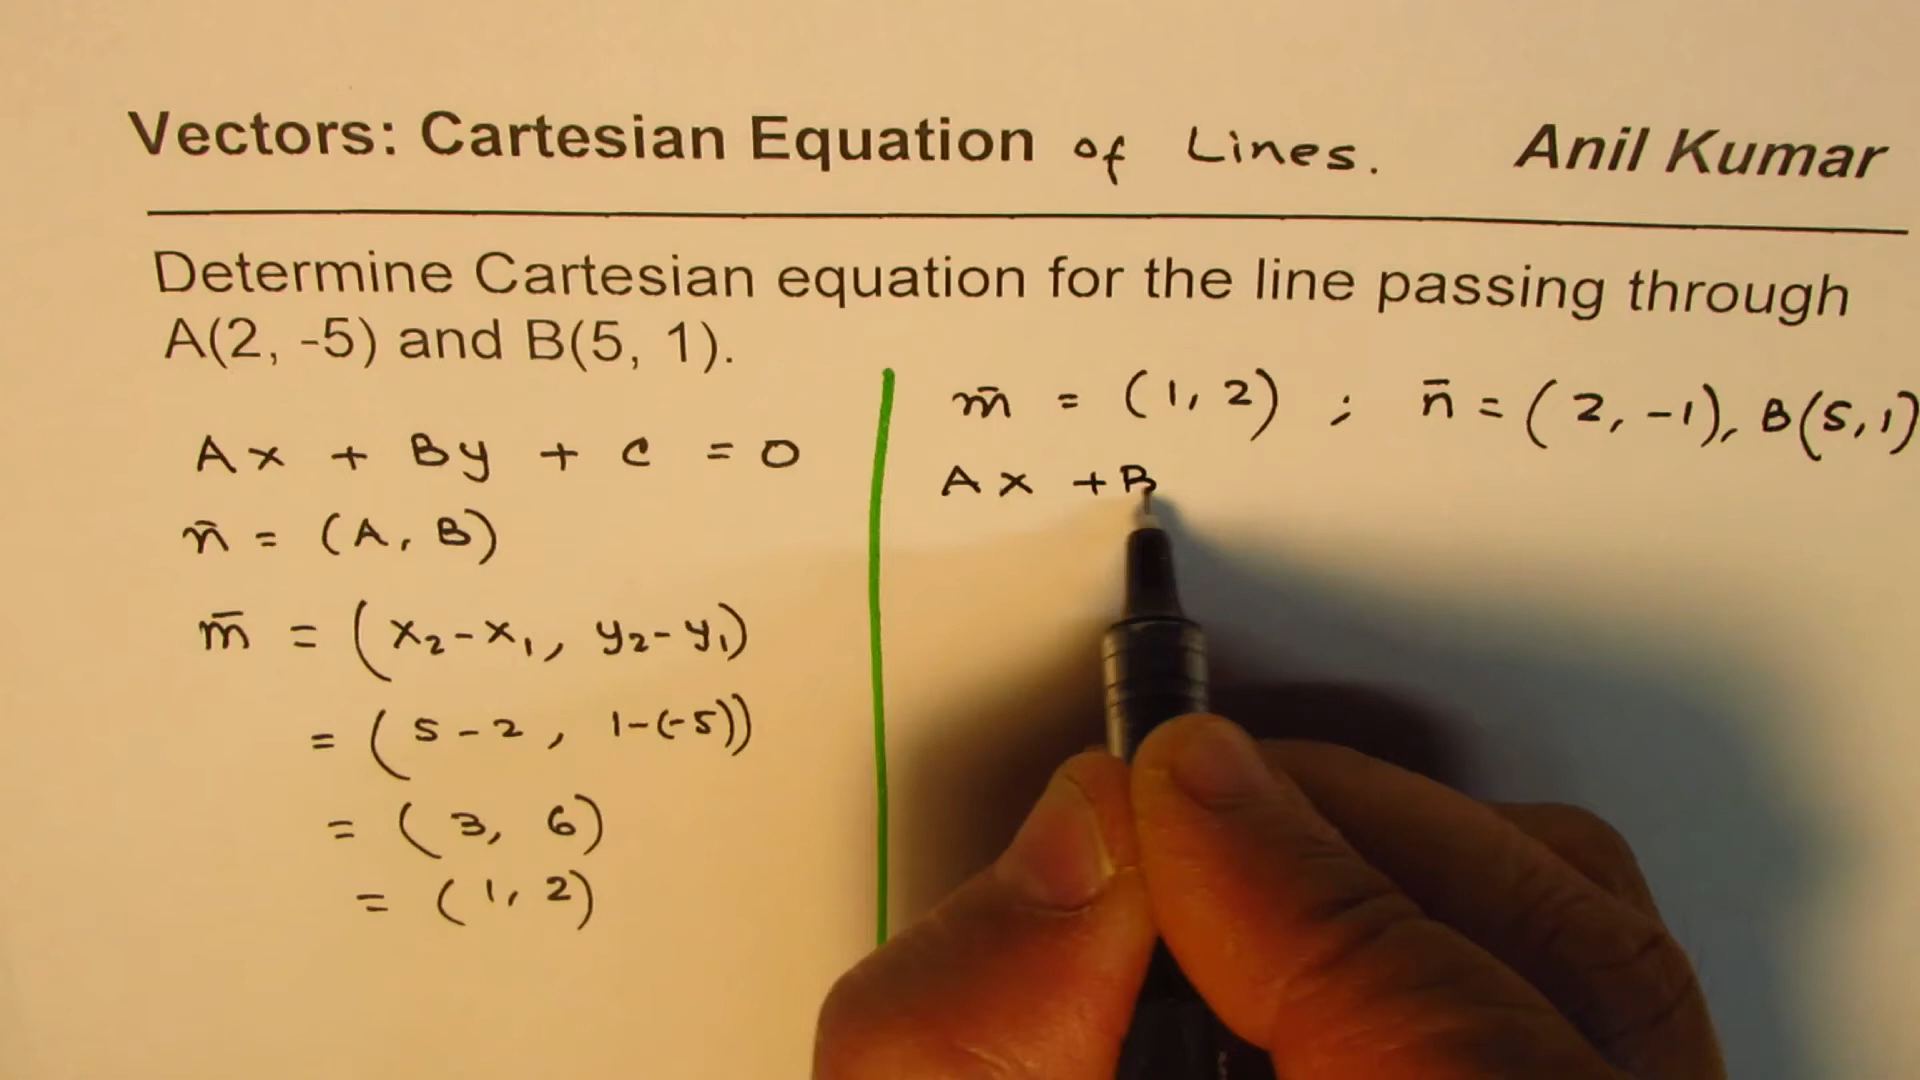 Vectors: Cartesian Equation of Lines. Anil Kumar
Determine Cartesian equation for the line passing through
A(2, -5) and B(5, 1).
Ax + By + C = 0
n̄ = (A, B)
m̄ = (x₂-x₁, y₂-y₁)
= (5-2, 1-(-5))
= (3, 6)
= (1, 2)
m̄ = (1, 2) ; n̄ = (2, -1), B(5,1)
Ax + B